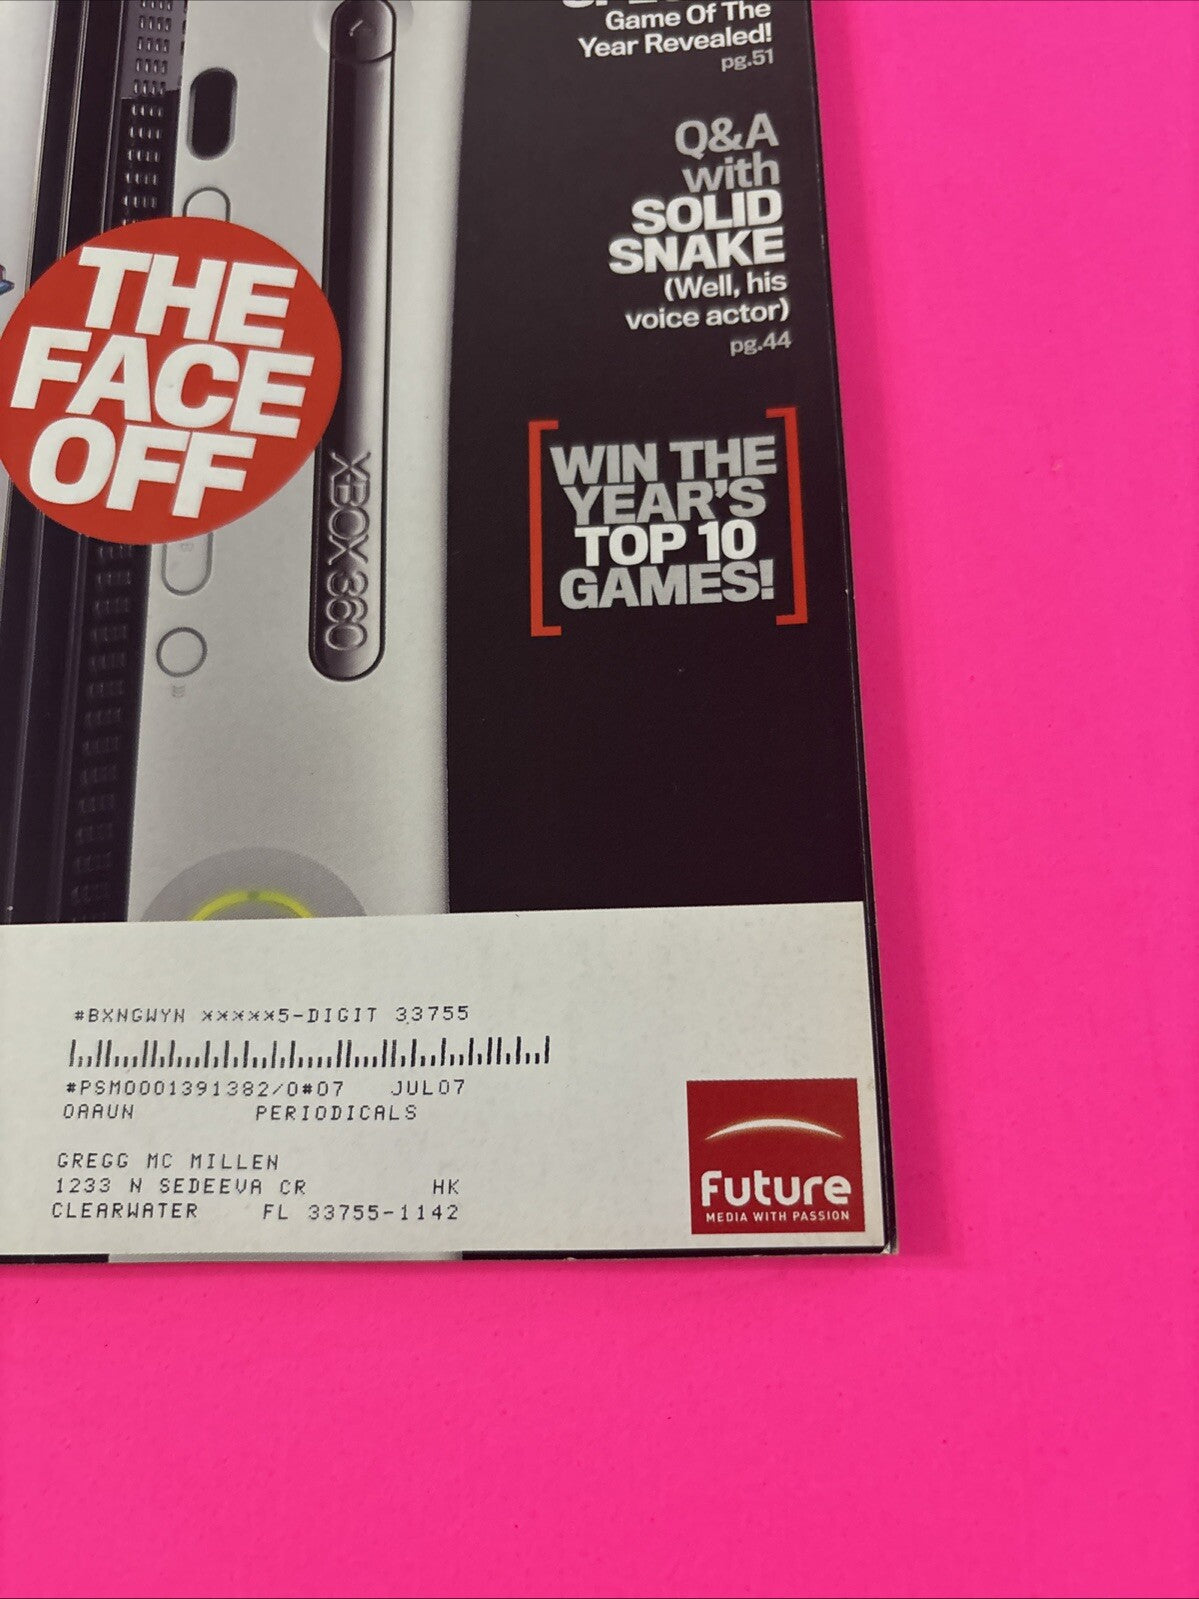 Game Of The
Year Revealed!
pg.51
Q&A
with
SOLID
SNAKE
(Well, his
voice actor)
pg.44
THE
FACE
OFF
XBOX 360
WIN THE
YEAR'S
TOP 10
GAMES!
#BXNGWYN *****5-DIGIT 33755
#PSM0001391382/0#07 JUL07
PERIODICALS
GREGG MC MILLEN
1233 N SEDEEVA CR HK
CLEARWATER FL 33755-1142
Future
MEDIA WITH PASSION